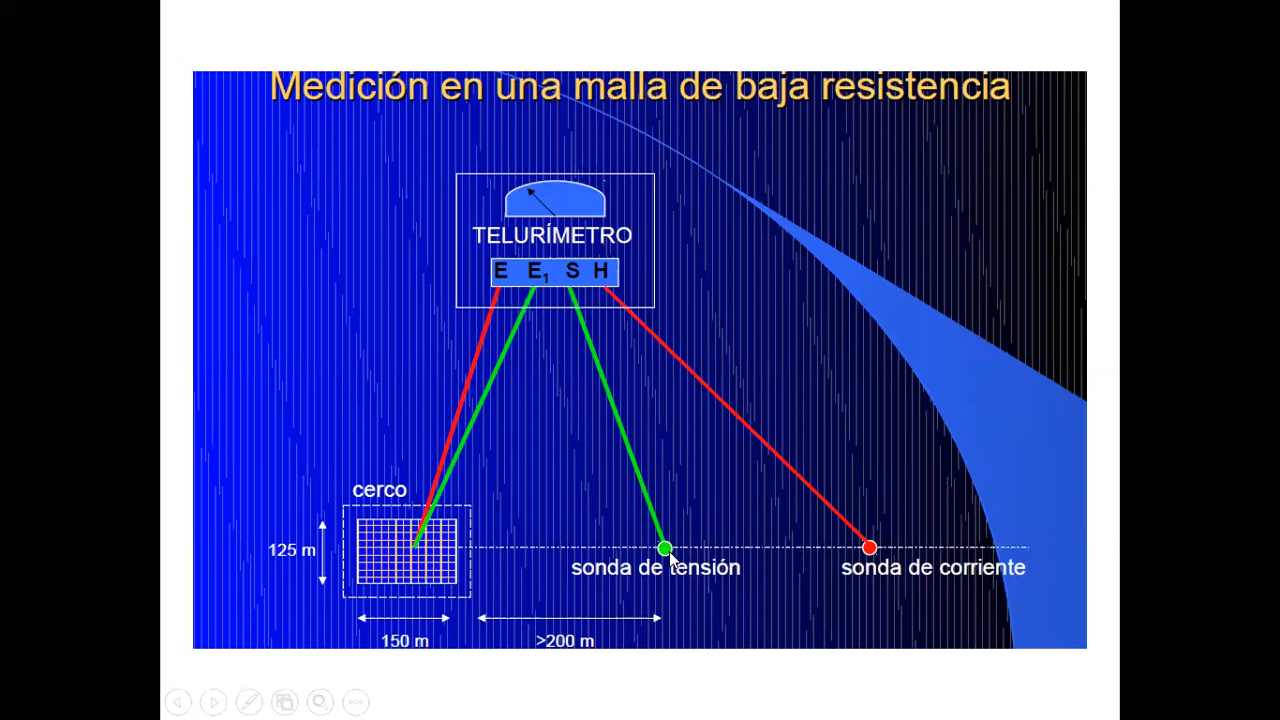 Medición en una malla de baja resistencia
TELURÍMETRO
E E₁ S H
cerco
125 m
sonda de tensión
sonda de corriente
150 m
>200 m